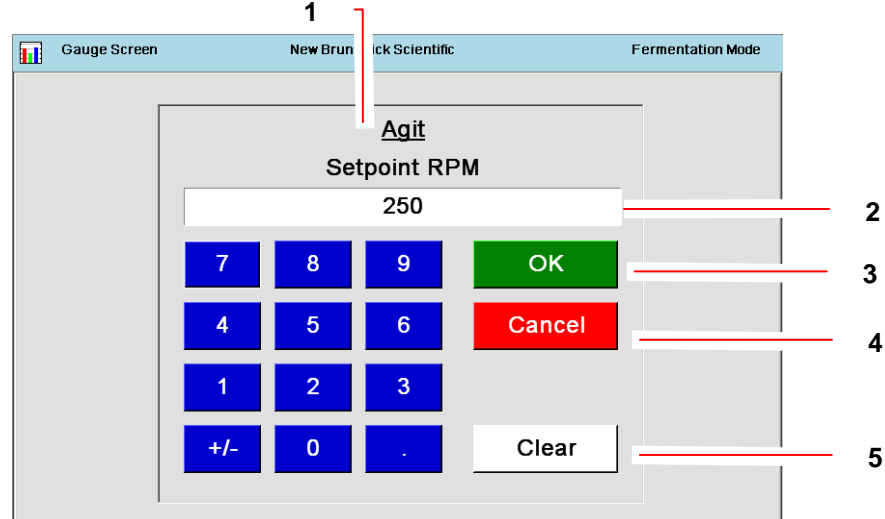 1
Gauge Screen New Brun ick Scientific Fermentation Mode
Agit
Setpoint RPM
250 2
7 8 9 OK 3
4 5 6 Cancel 4
1 2 3
+/- 0 . Clear 5